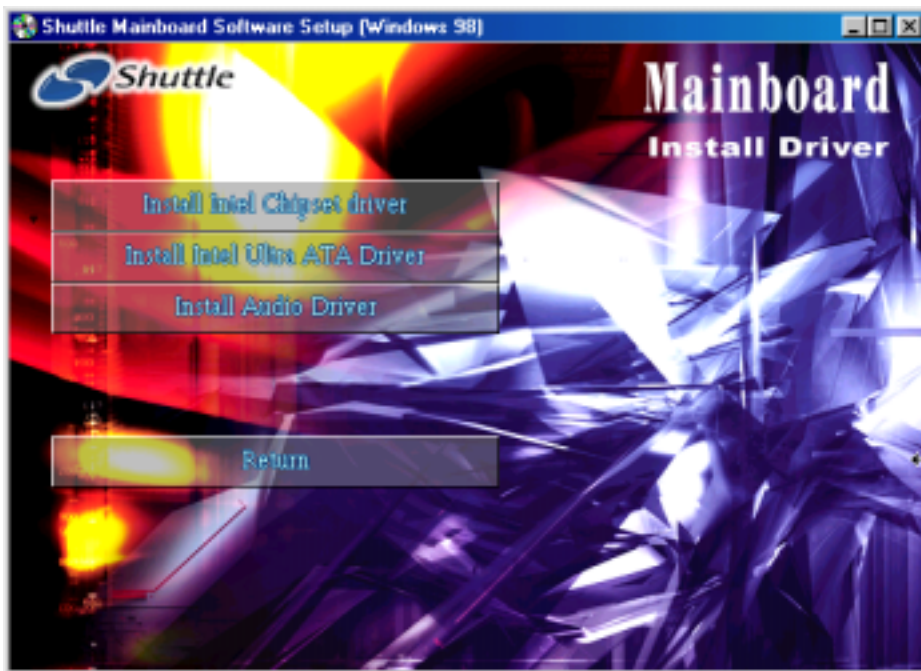 Shuttle Mainboard Software Setup (Windows 98)
Shuttle
Mainboard
Install Driver
Install Intel Chipset driver
Install Intel Ultra ATA Driver
Install Audio Driver
Return